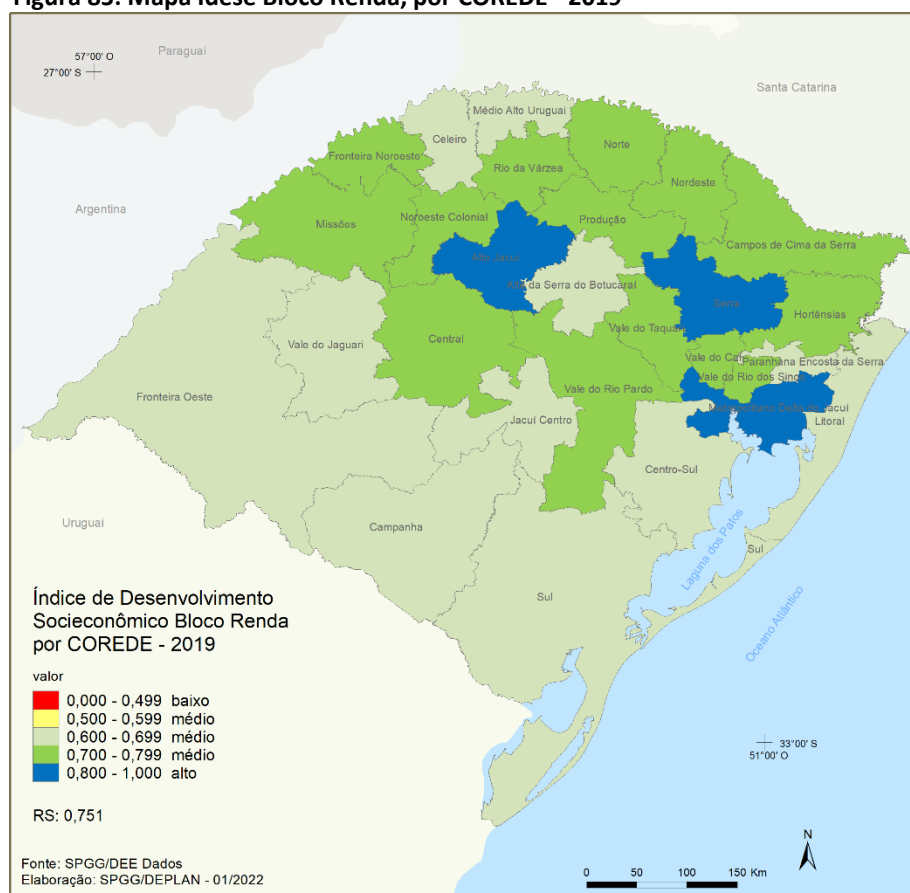 Figura 83: Mapa Idese Bloco Renda, por COREDE - 2019
57°00' O
27°00' S
Paraguai
Santa Catarina
Argentina
Uruguai
Médio Alto Uruguai
Celeiro
Norte
Fronteira Noroeste
Rio da Várzea
Nordeste
Missões
Noroeste Colonial
Produção
Campos de Cima da Serra
Alto Jacuí
Alto da Serra do Botucaraí
Serra
Hortênsias
Vale do Jaguari
Central
Vale do Taquari
Vale do Caí
Paranhana Encosta da Serra
Vale do Rio dos Sinos
Fronteira Oeste
Vale do Rio Pardo
Metropolitano Delta do Jacuí
Litoral
Jacuí Centro
Centro-Sul
Campanha
Sul
Laguna dos Patos
Sul
Oceano Atlântico
Índice de Desenvolvimento
Socieconômico Bloco Renda
por COREDE - 2019
valor
0,000 - 0,499 baixo
0,500 - 0,599 médio
0,600 - 0,699 médio
0,700 - 0,799 médio
0,800 - 1,000 alto
33°00' S
51°00' O
RS: 0,751
N
Fonte: SPGG/DEE Dados
Elaboração: SPGG/DEPLAN - 01/2022
0 50 100 150 Km